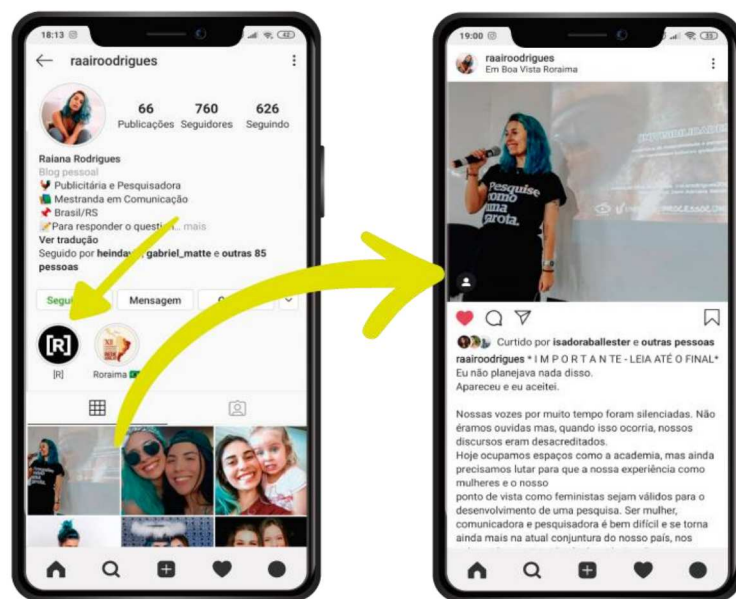 18:13
42
raairoodrigues
66
760
626
Publicações
Seguidores
Seguindo
Raiana Rodrigues
Blog pessoal
Publicitária e Pesquisadora
Mestranda em Comunicação
Brasil/RS
Para responder o questi... mais
Ver tradução
Seguido por heinda, gabriel_matte e outras 85
pessoas
Segu
Mensagem
[R]
[R]
Roraima
19:00
raairoodrigues
Em Boa Vista Roraima
INVISIBILIDADE
Pesquise
como
uma
garota.
Curtido por isadoraballester e outras pessoas
raairoodrigues * I M P O R T A N TE - LEIA ATÉ O FINAL*
Eu não planejava nada disso.
Apareceu e eu aceitei.
Nossas vozes por muito tempo foram silenciadas. Não
éramos ouvidas mas, quando isso ocorria, nossos
discursos eram desacreditados.
Hoje ocupamos espaços como a academia, mas ainda
precisamos lutar para que a nossa experiência como
mulheres e o nosso
ponto de vista como feministas sejam válidos para o
desenvolvimento de uma pesquisa. Ser mulher,
comunicadora e pesquisadora é bem difícil e se torna
ainda mais na atual conjuntura do nosso país, nos